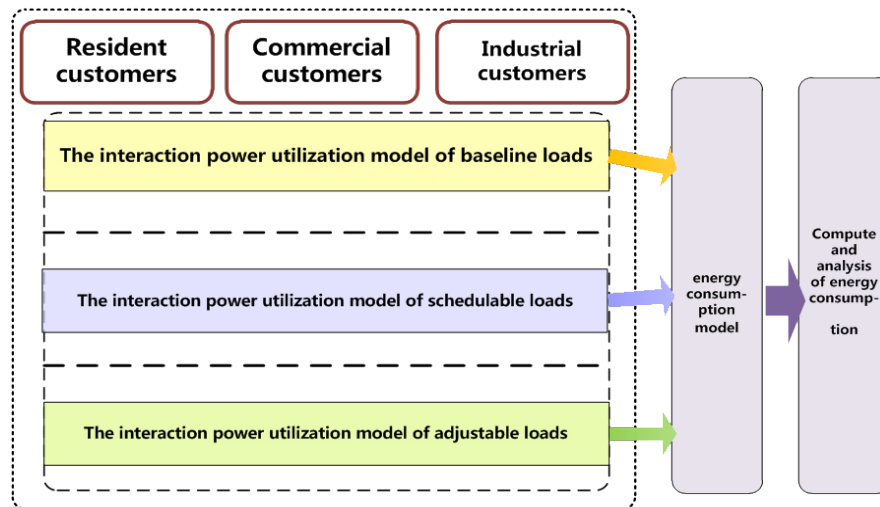 Resident
customers
Commercial
customers
Industrial
customers
The interaction power utilization model of baseline loads
The interaction power utilization model of schedulable loads
The interaction power utilization model of adjustable loads
energy
consum-
ption
model
Compute
and
analysis
of energy
consump-
tion